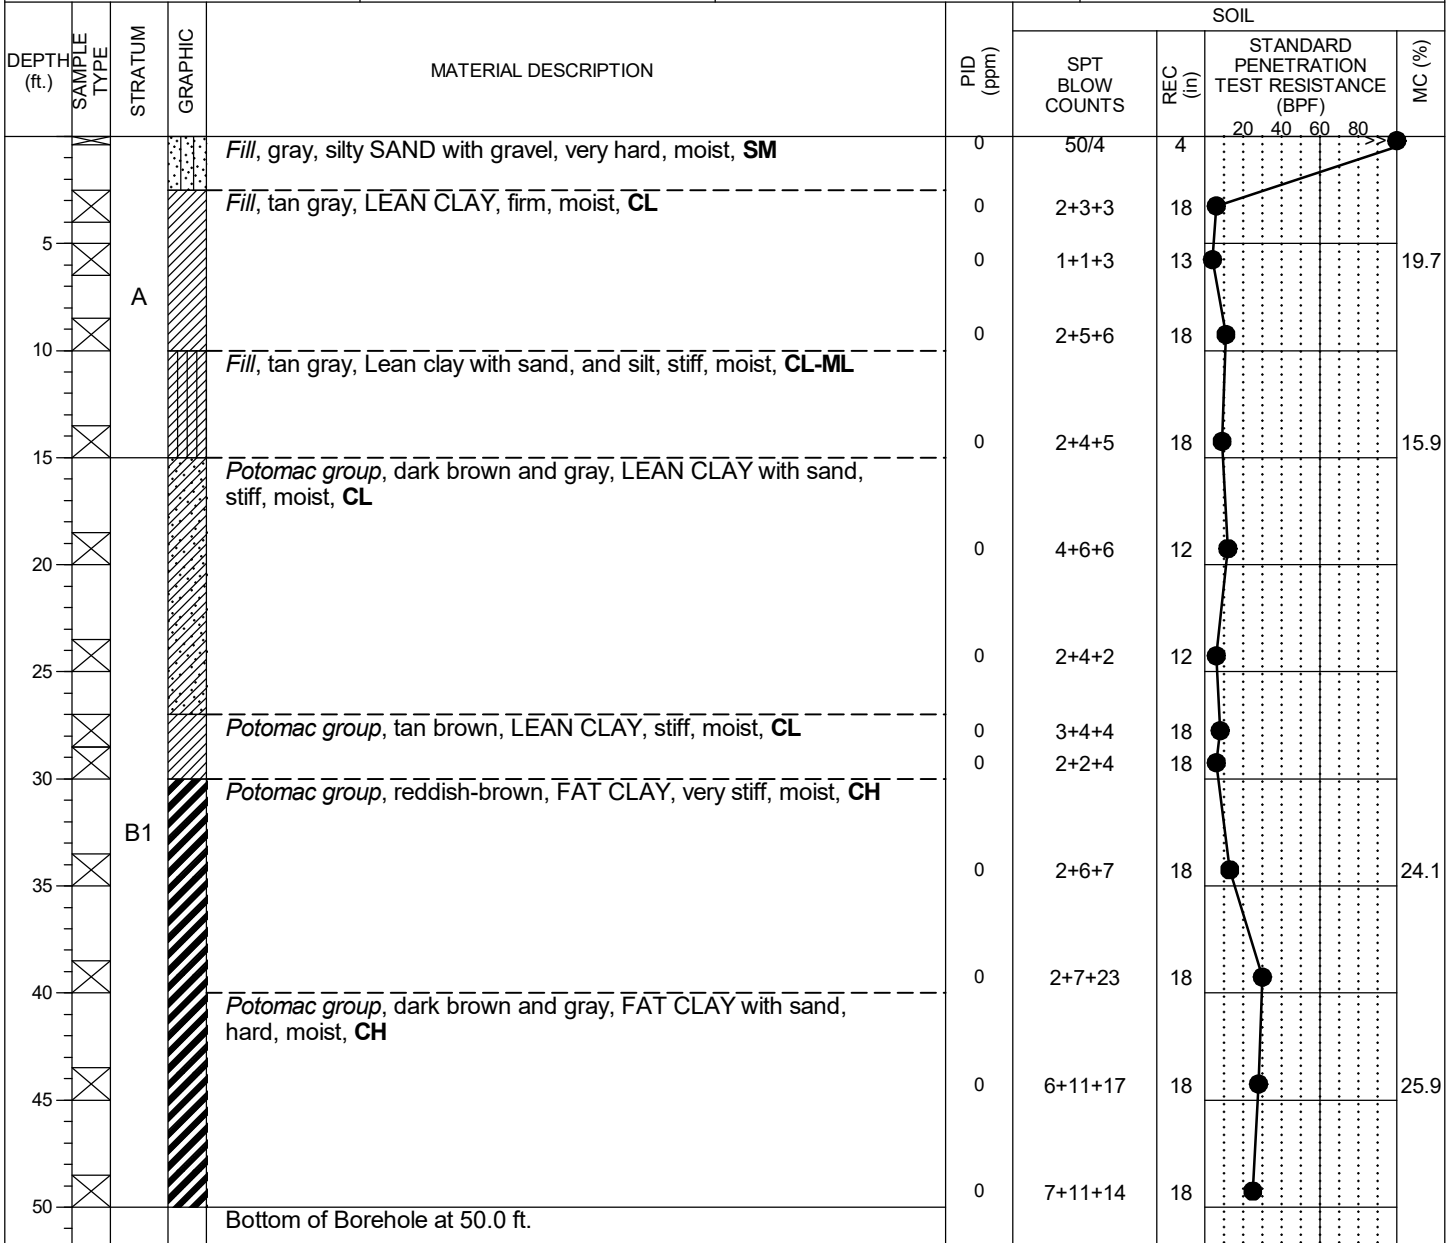 SOIL
DEPTH (ft.)
SAMPLE TYPE
STRATUM
GRAPHIC
MATERIAL DESCRIPTION
PID (ppm)
SPT BLOW COUNTS
REC (in)
STANDARD PENETRATION TEST RESISTANCE (BPF)
MC (%)
20 40 60 80
Fill, gray, silty SAND with gravel, very hard, moist, SM
0 50/4 4 >>
Fill, tan gray, LEAN CLAY, firm, moist, CL
0 2+3+3 18
5
0 1+1+3 13 19.7
A
0 2+5+6 18
10
Fill, tan gray, Lean clay with sand, and silt, stiff, moist, CL-ML
0 2+4+5 18 15.9
15
Potomac group, dark brown and gray, LEAN CLAY with sand,
stiff, moist, CL
0 4+6+6 12
20
0 2+4+2 12
25
Potomac group, tan brown, LEAN CLAY, stiff, moist, CL
0 3+4+4 18
0 2+2+4 18
30
Potomac group, reddish-brown, FAT CLAY, very stiff, moist, CH
B1
0 2+6+7 18 24.1
35
0 2+7+23 18
40
Potomac group, dark brown and gray, FAT CLAY with sand,
hard, moist, CH
0 6+11+17 18 25.9
45
0 7+11+14 18
50
Bottom of Borehole at 50.0 ft.